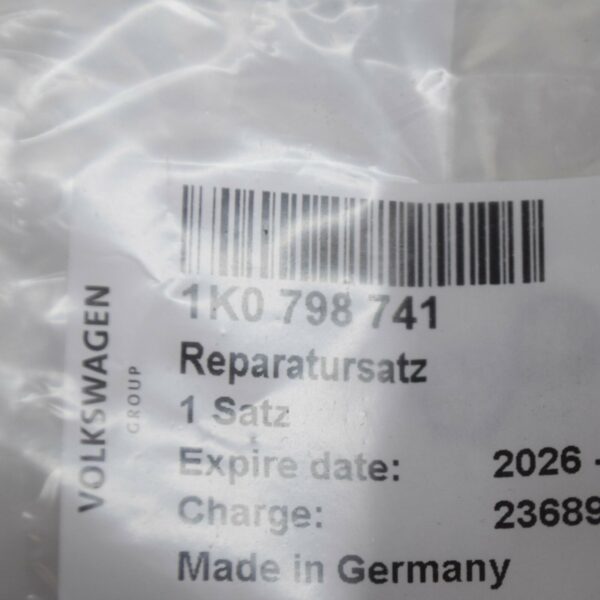 VOLKSWAGEN
GROUP
1K0 798 741
Reparatursatz
1 Satz
Expire date: 2026 -
Charge: 23689
Made in Germany